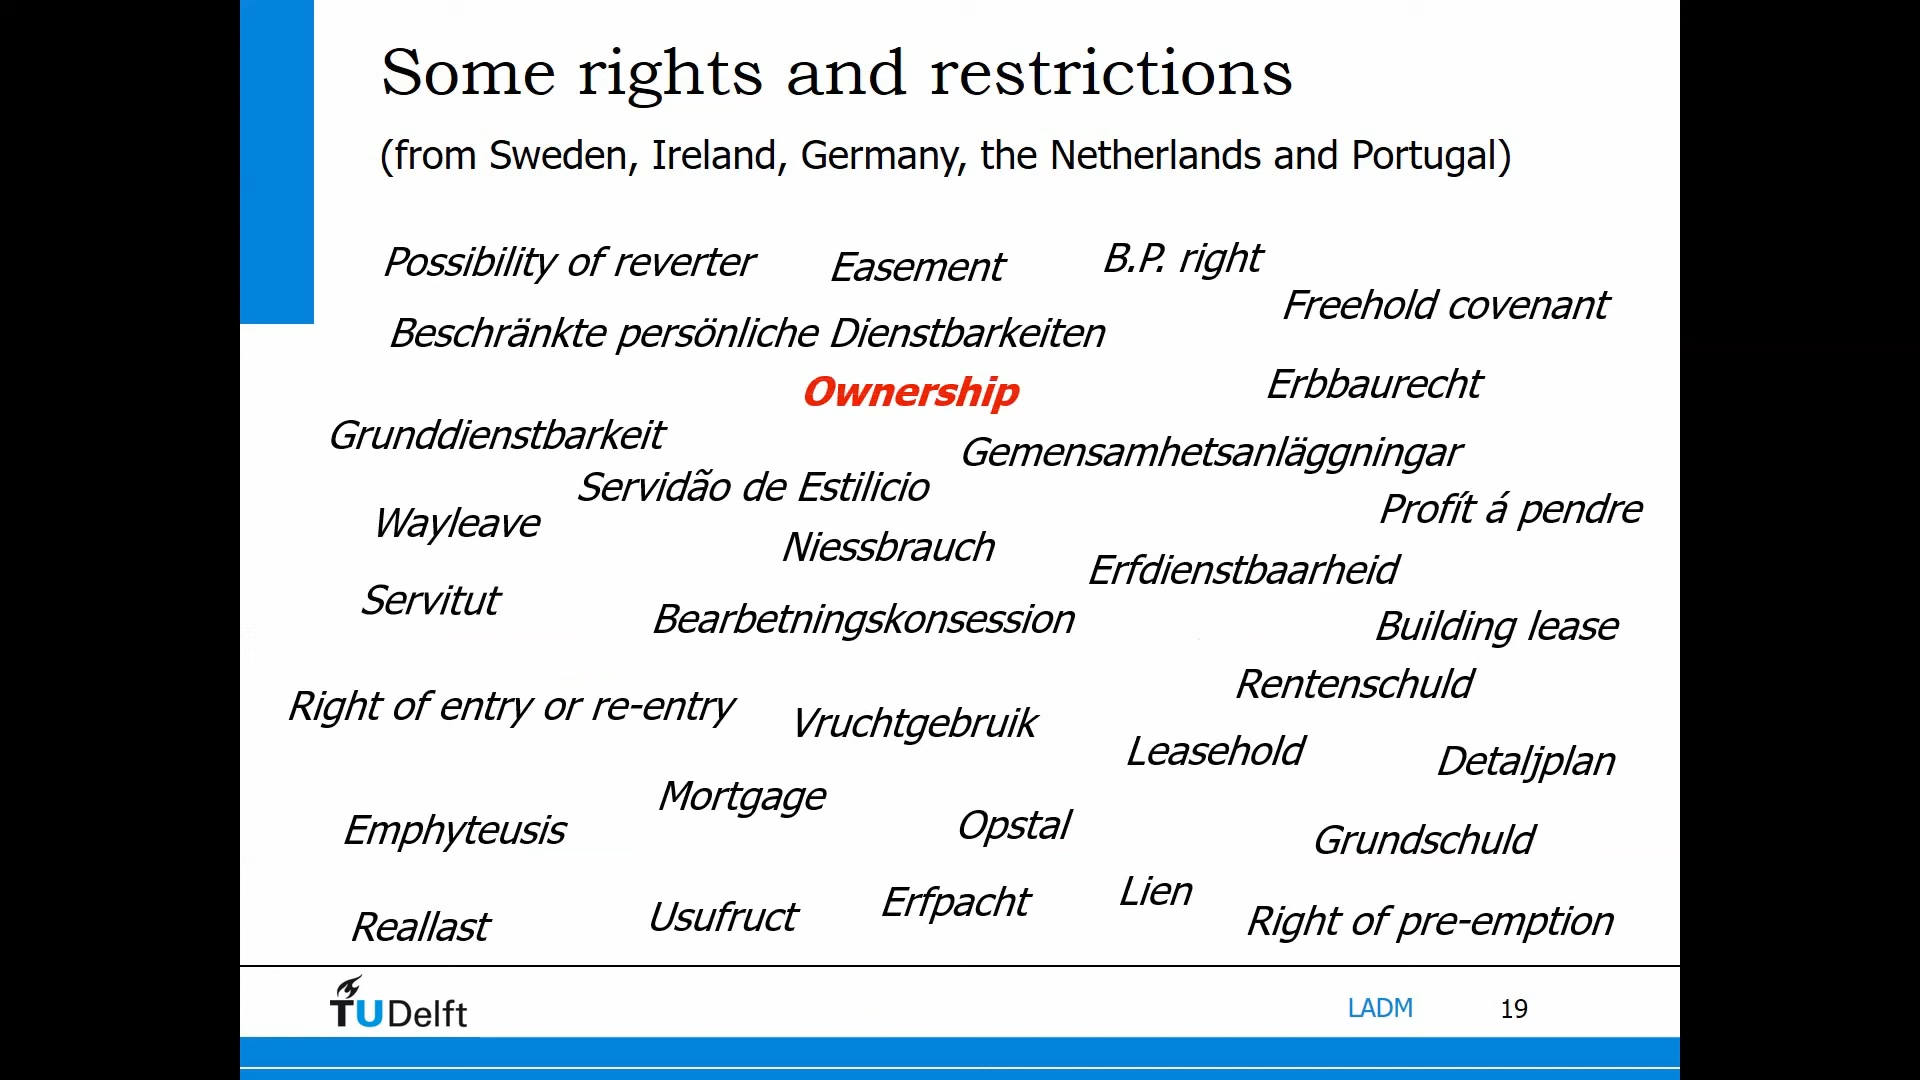 Some rights and restrictions
(from Sweden, Ireland, Germany, the Netherlands and Portugal)
Possibility of reverter
Easement
B.P. right
Freehold covenant
Beschränkte persönliche Dienstbarkeiten
Ownership
Erbbaurecht
Grunddienstbarkeit
Gemensamhetsanläggningar
Servidão de Estilicio
Profít á pendre
Wayleave
Niessbrauch
Erfdienstbaarheid
Servitut
Bearbetningskonsession
Building lease
Rentenschuld
Right of entry or re-entry
Vruchtgebruik
Leasehold
Detaljplan
Mortgage
Emphyteusis
Opstal
Grundschuld
Lien
Erfpacht
Usufruct
Right of pre-emption
Reallast
TUDelft
LADM
19